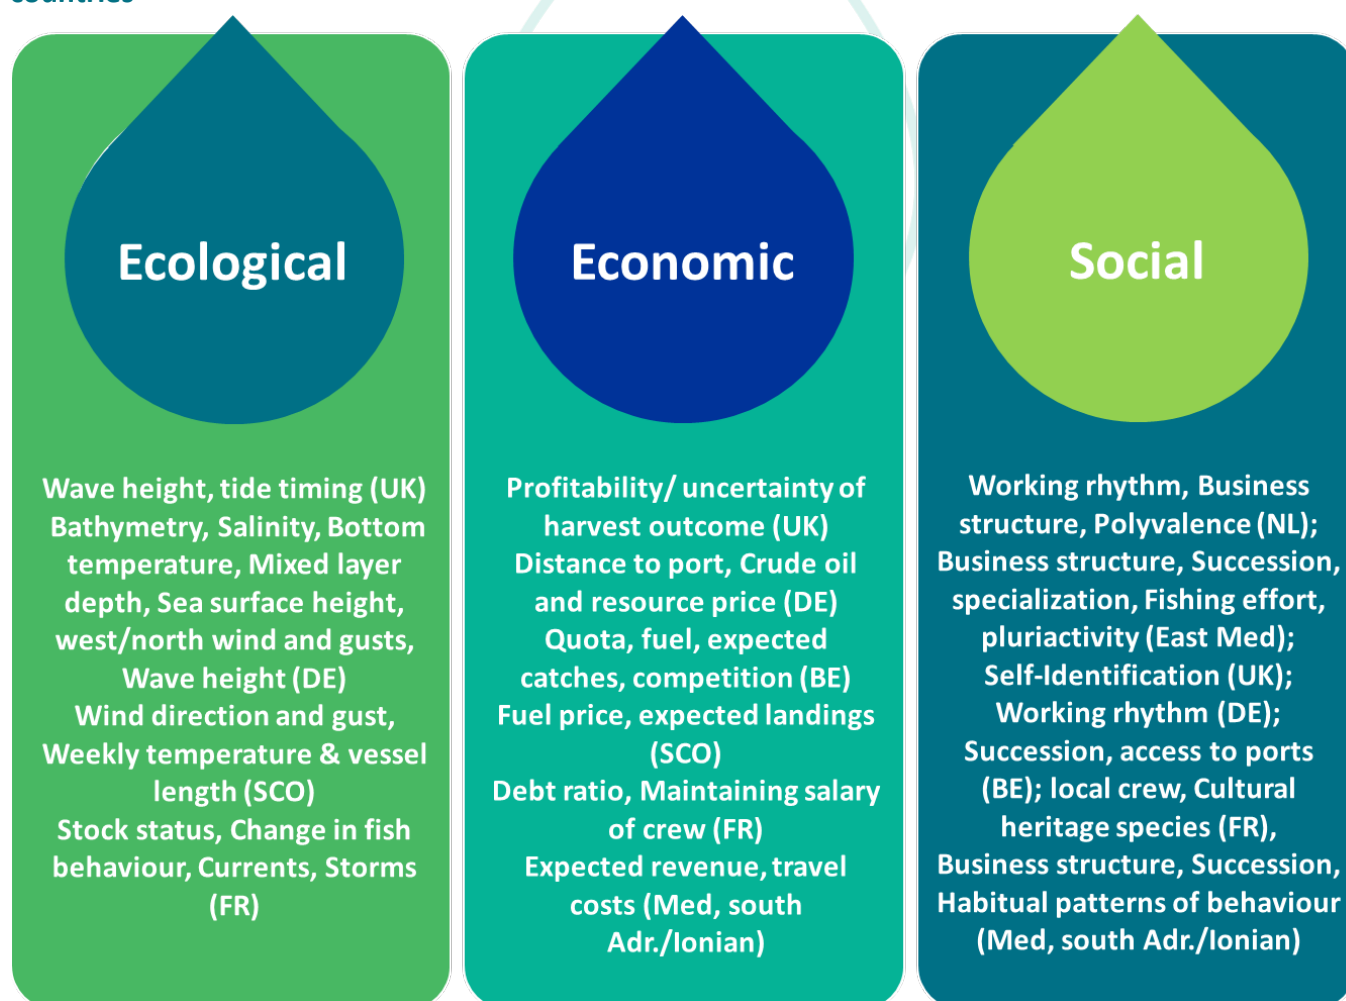 countries
Ecological
Wave height, tide timing (UK)
Bathymetry, Salinity, Bottom
temperature, Mixed layer
depth, Sea surface height,
west/north wind and gusts,
Wave height (DE)
Wind direction and gust,
Weekly temperature & vessel
length (SCO)
Stock status, Change in fish
behaviour, Currents, Storms
(FR)
Economic
Profitability/ uncertainty of
harvest outcome (UK)
Distance to port, Crude oil
and resource price (DE)
Quota, fuel, expected
catches, competition (BE)
Fuel price, expected landings
(SCO)
Debt ratio, Maintaining salary
of crew (FR)
Expected revenue, travel
costs (Med, south
Adr./Ionian)
Social
Working rhythm, Business
structure, Polyvalence (NL);
Business structure, Succession,
specialization, Fishing effort,
pluriactivity (East Med);
Self-Identification (UK);
Working rhythm (DE);
Succession, access to ports
(BE); local crew, Cultural
heritage species (FR),
Business structure, Succession,
Habitual patterns of behaviour
(Med, south Adr./Ionian)